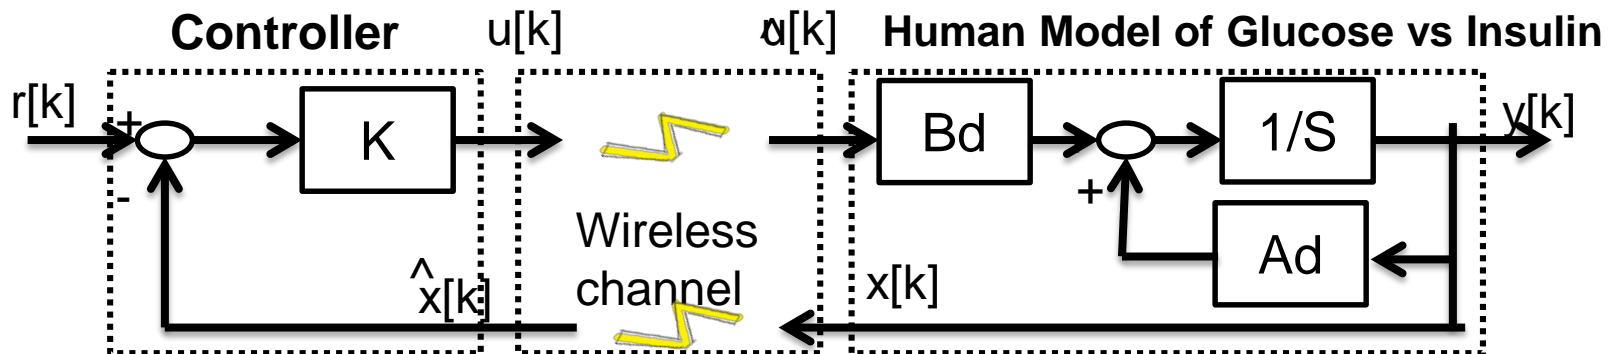 Controller
u[k]
^u[k]
Human Model of Glucose vs Insulin
r[k]
+
-
K
Bd
+
1/S
y[k]
Ad
Wireless
channel
^
x[k]
x[k]